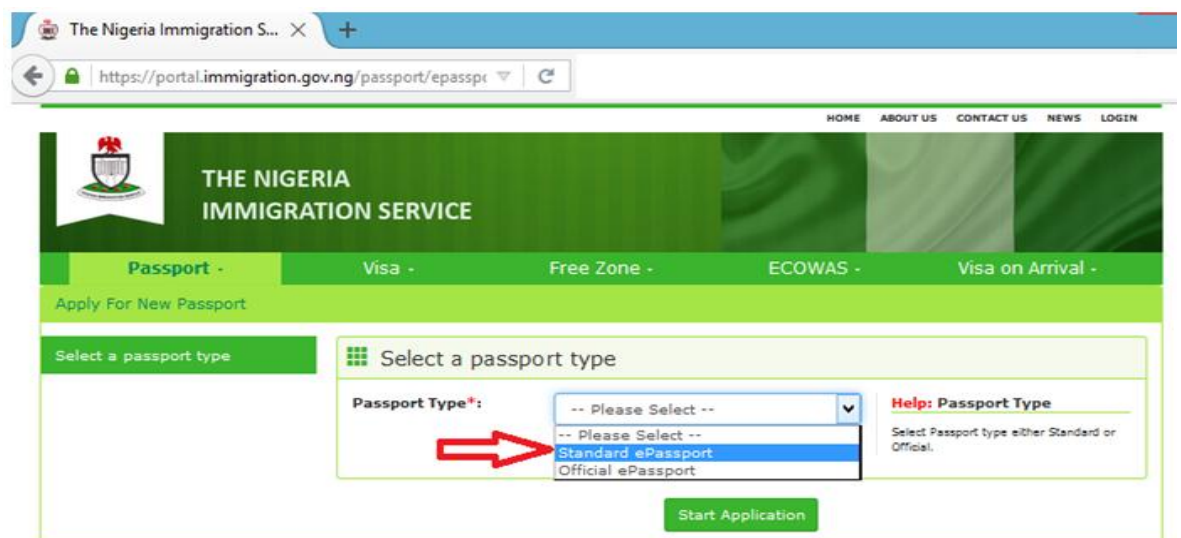 The Nigeria Immigration S...
https://portal.immigration.gov.ng/passport/epasspc
HOME ABOUT US CONTACT US NEWS LOGIN
THE NIGERIA
IMMIGRATION SERVICE
Passport - Visa - Free Zone - ECOWAS - Visa on Arrival -
Apply For New Passport
Select a passport type
Select a passport type
Passport Type*:
-- Please Select --
-- Please Select --
Standard ePassport
Official ePassport
Help: Passport Type
Select Passport type either Standard or
Official.
Start Application